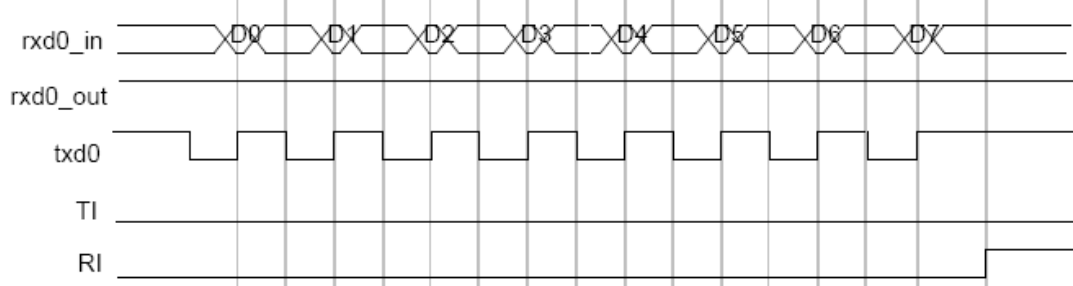 rxd0_in D0 D1 D2 D3 D4 D5 D6 D7
rxd0_out
txd0
TI
RI